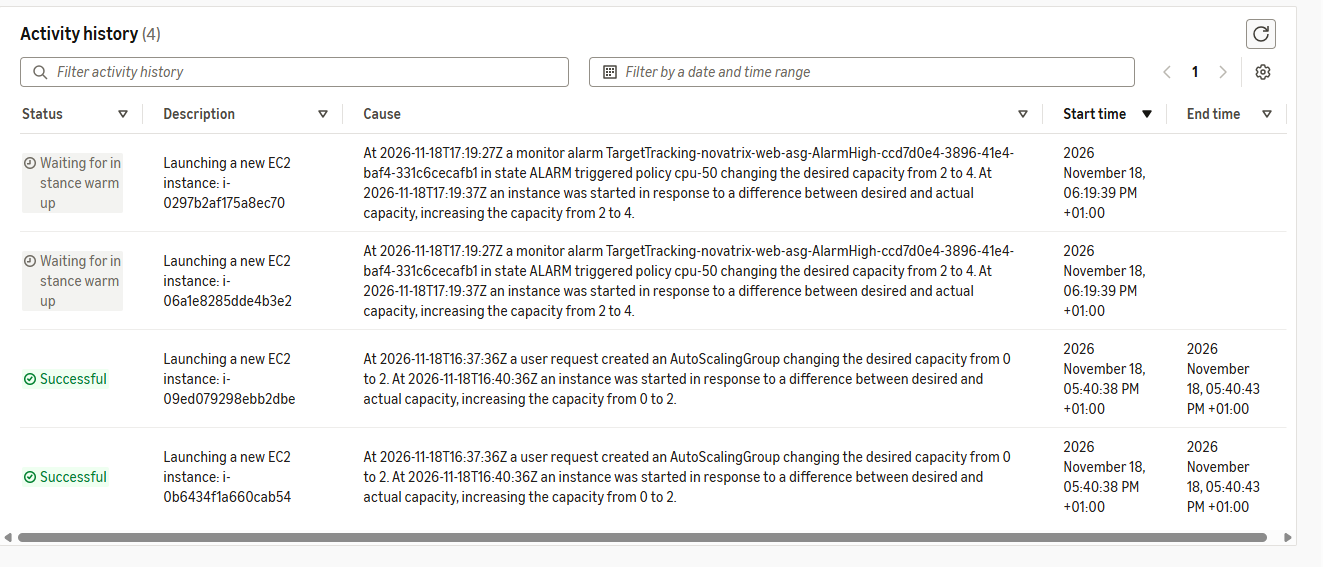 Activity history (4)
Filter activity history
Filter by a date and time range
1
Status
Description
Cause
Start time
End time
Waiting for in
stance warm
up
Launching a new EC2
instance: i-
0297b2af175a8ec70
At 2026-11-18T17:19:27Z a monitor alarm TargetTracking-novatrix-web-asg-AlarmHigh-ccd7d0e4-3896-41e4-
baf4-331c6cecafb1 in state ALARM triggered policy cpu-50 changing the desired capacity from 2 to 4. At
2026-11-18T17:19:37Z an instance was started in response to a difference between desired and actual
capacity, increasing the capacity from 2 to 4.
2026
November 18,
06:19:39 PM
+01:00
Waiting for in
stance warm
up
Launching a new EC2
instance: i-
06a1e8285dde4b3e2
At 2026-11-18T17:19:27Z a monitor alarm TargetTracking-novatrix-web-asg-AlarmHigh-ccd7d0e4-3896-41e4-
baf4-331c6cecafb1 in state ALARM triggered policy cpu-50 changing the desired capacity from 2 to 4. At
2026-11-18T17:19:37Z an instance was started in response to a difference between desired and actual
capacity, increasing the capacity from 2 to 4.
2026
November 18,
06:19:39 PM
+01:00
Successful
Launching a new EC2
instance: i-
09ed079298ebb2dbe
At 2026-11-18T16:37:36Z a user request created an AutoScalingGroup changing the desired capacity from 0
to 2. At 2026-11-18T16:40:36Z an instance was started in response to a difference between desired and
actual capacity, increasing the capacity from 0 to 2.
2026
November 18,
05:40:38 PM
+01:00
2026
November
18, 05:40:43
PM +01:00
Successful
Launching a new EC2
instance: i-
0b6434f1a660cab54
At 2026-11-18T16:37:36Z a user request created an AutoScalingGroup changing the desired capacity from 0
to 2. At 2026-11-18T16:40:36Z an instance was started in response to a difference between desired and
actual capacity, increasing the capacity from 0 to 2.
2026
November 18,
05:40:38 PM
+01:00
2026
November
18, 05:40:43
PM +01:00